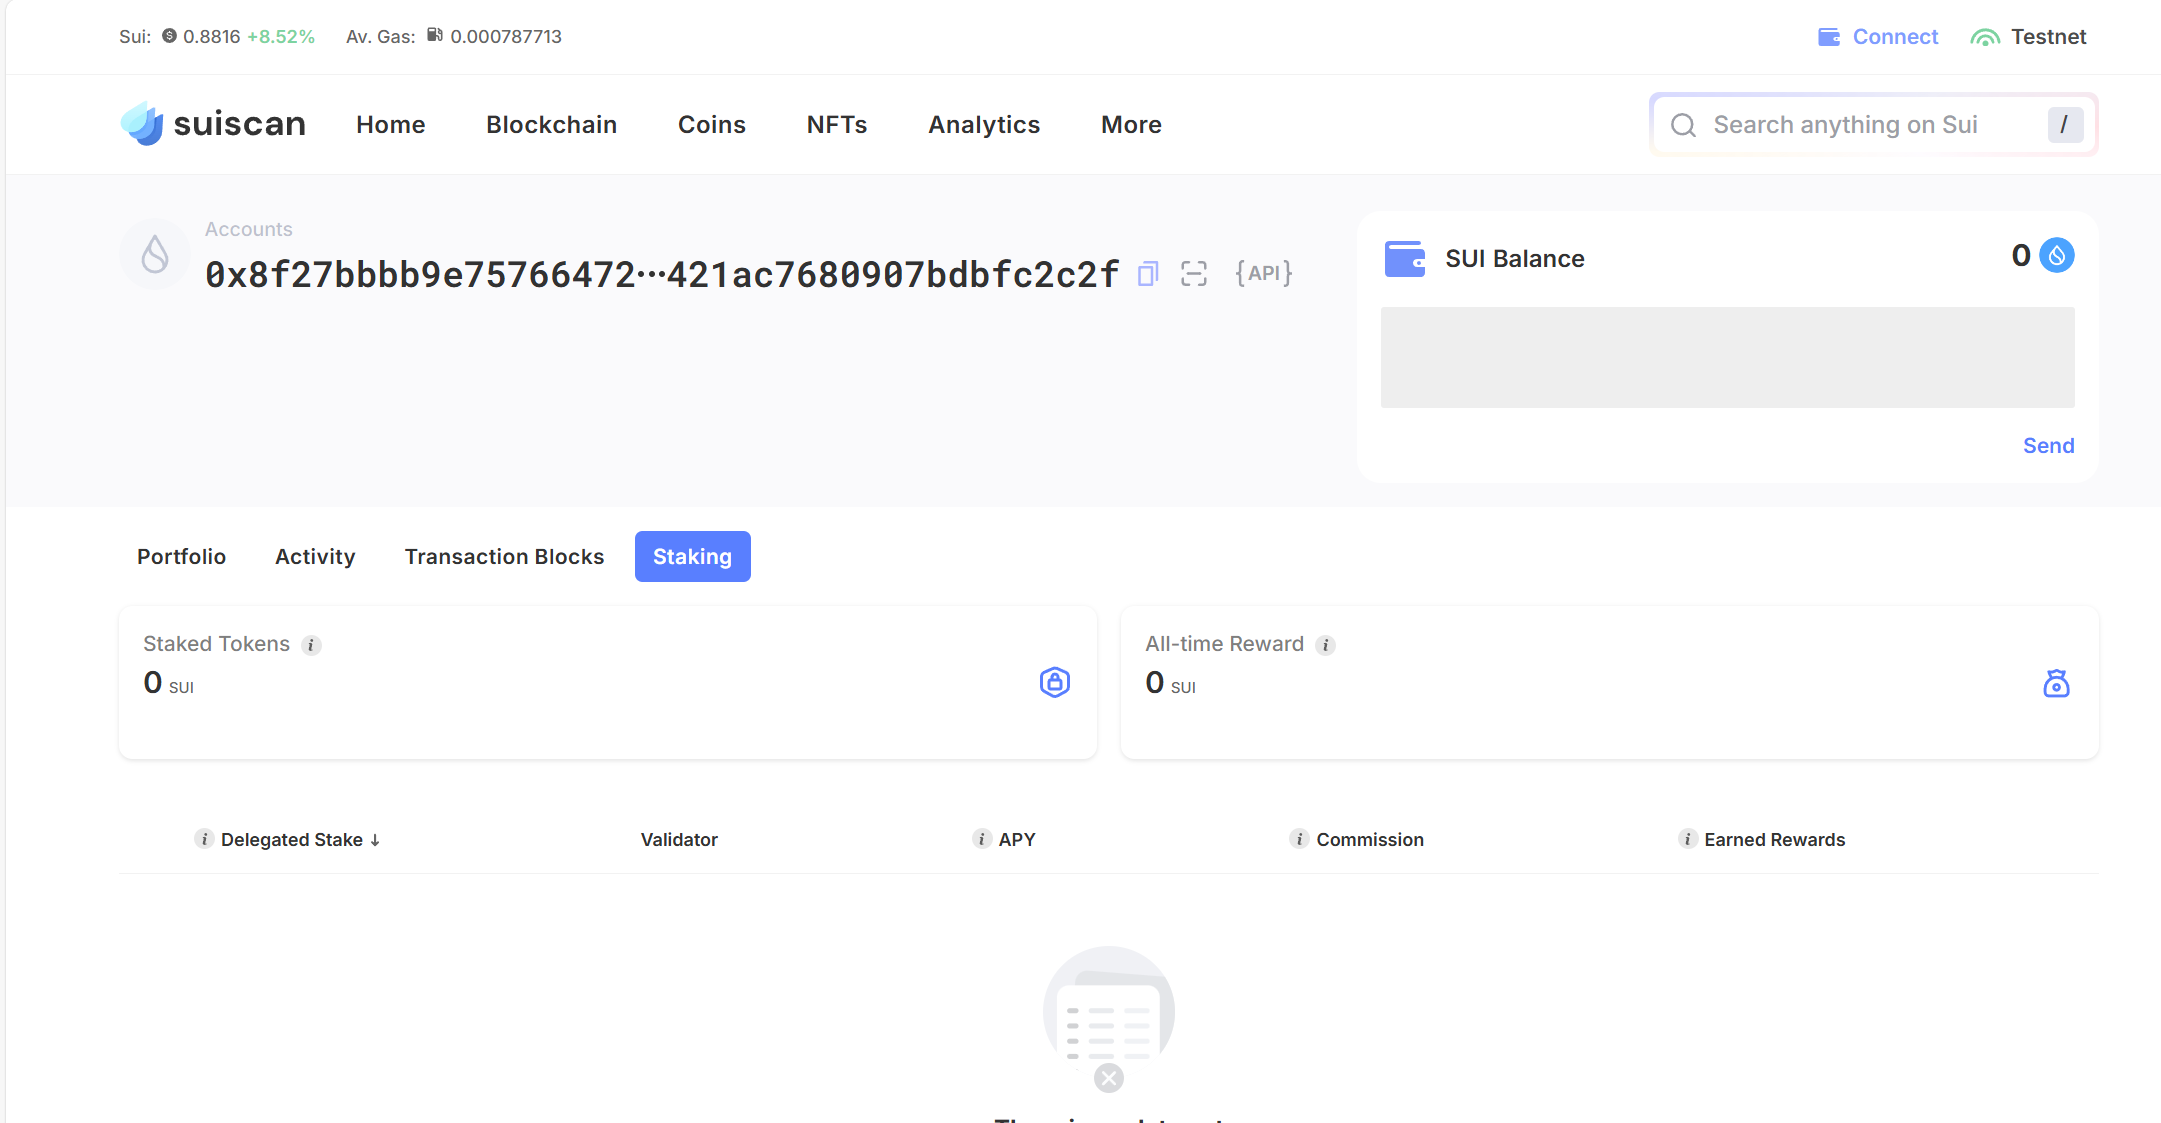 Sui: 0.8816 +8.52% Av. Gas: 0.000787713 Connect Testnet
suiscan Home Blockchain Coins NFTs Analytics More Search anything on Sui /
Accounts
0x8f27bbbb9e75766472···421ac7680907bdbfc2c2f {API}
SUI Balance 0
Send
Portfolio Activity Transaction Blocks Staking
Staked Tokens i
0 SUI
All-time Reward i
0 SUI
i Delegated Stake ↓ Validator i APY i Commission i Earned Rewards